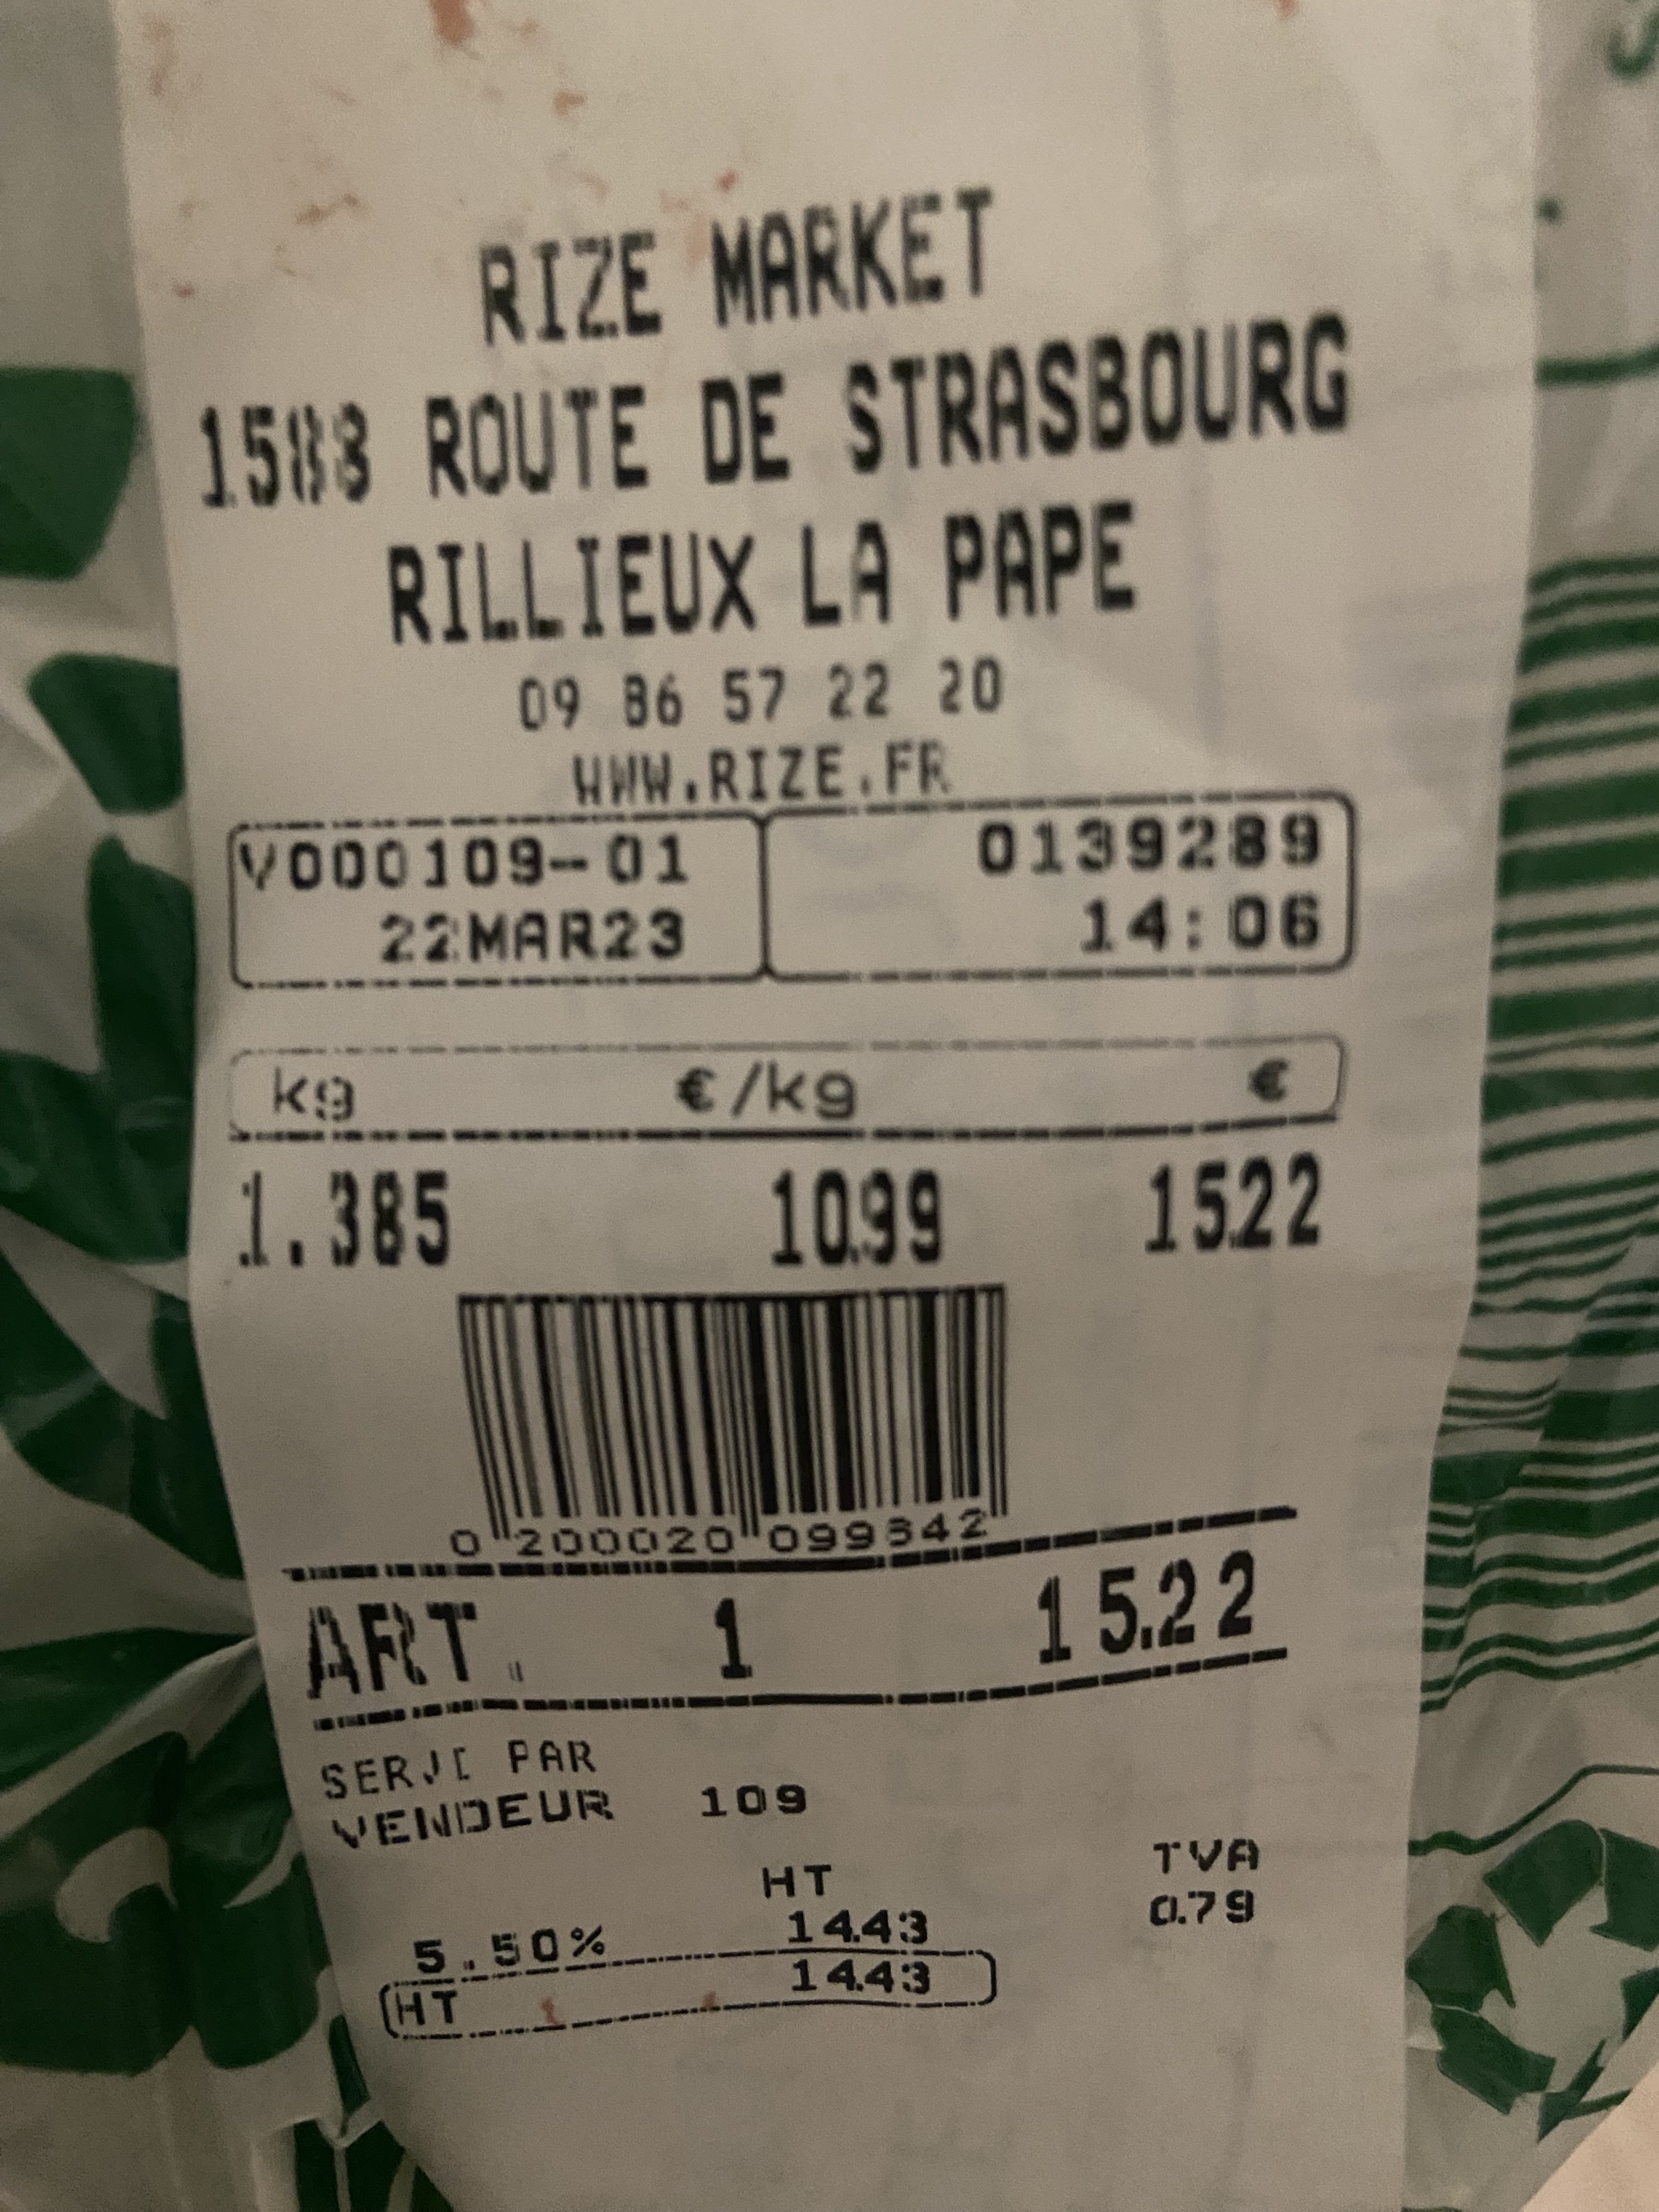 RIZE MARKET
1583 ROUTE DE STRASBOURG
RILLIEUX LA PAPE
09 86 57 22 20
WWW.RIZE.FR
V000109-01 0139289
22MAR23 14:06
kg €/kg €
1.385 10.99 15.22
0 200020 099642
ART. 1 15.22
SERVI PAR
VENDEUR 109
HT TVA
5.50% 14.43 0.79
HT 14.43